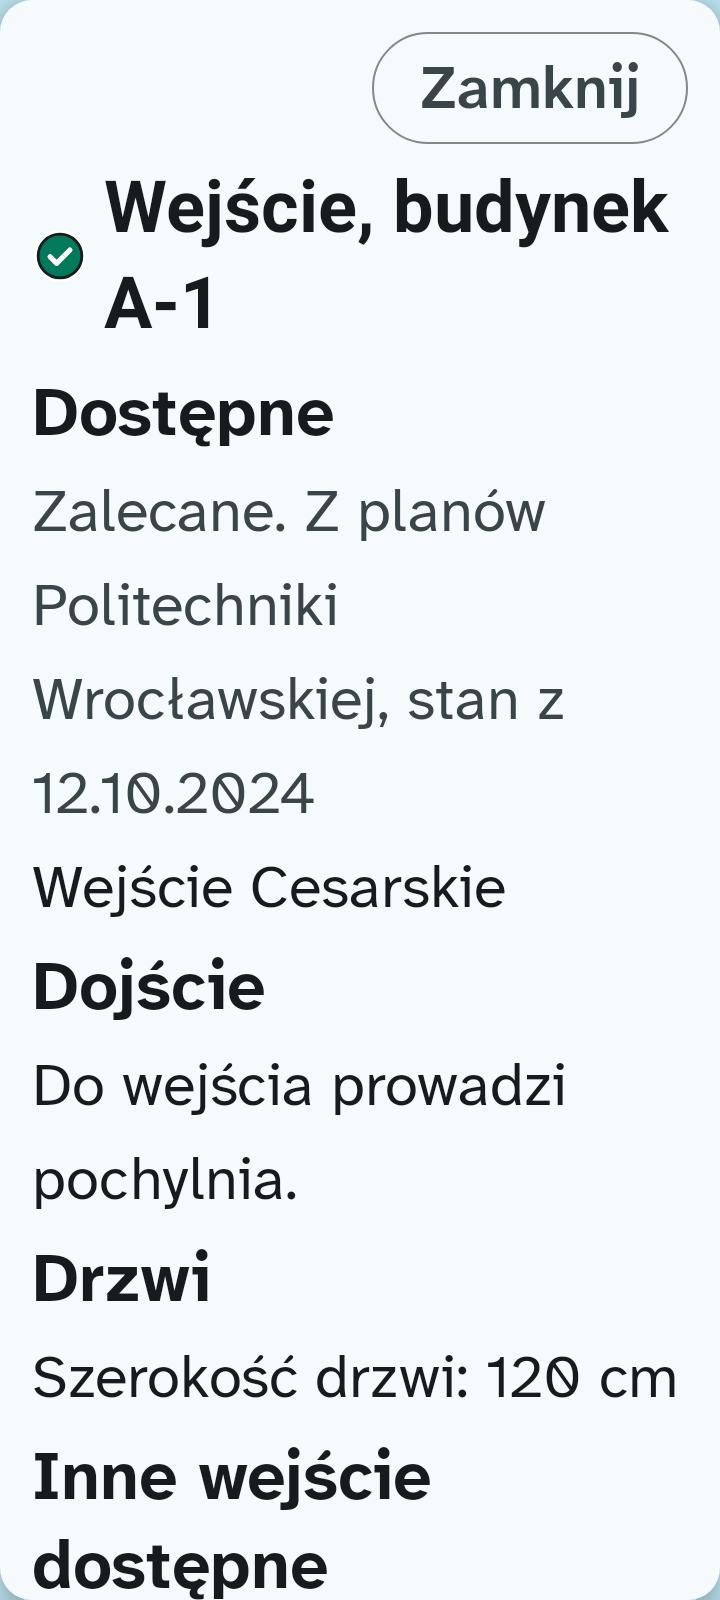 Zamknij
Wejście, budynek
A-1
Dostępne
Zalecane. Z planów
Politechniki
Wrocławskiej, stan z
12.10.2024
Wejście Cesarskie
Dojście
Do wejścia prowadzi
pochylnia.
Drzwi
Szerokość drzwi: 120 cm
Inne wejście
dostępne